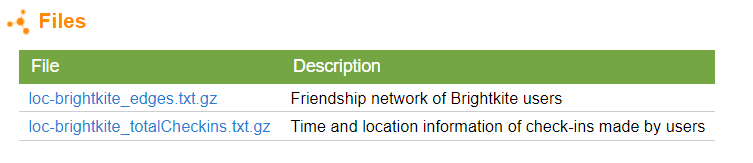 Files
File Description
loc-brightkite_edges.txt.gz Friendship network of Brightkite users
loc-brightkite_totalCheckins.txt.gz Time and location information of check-ins made by users